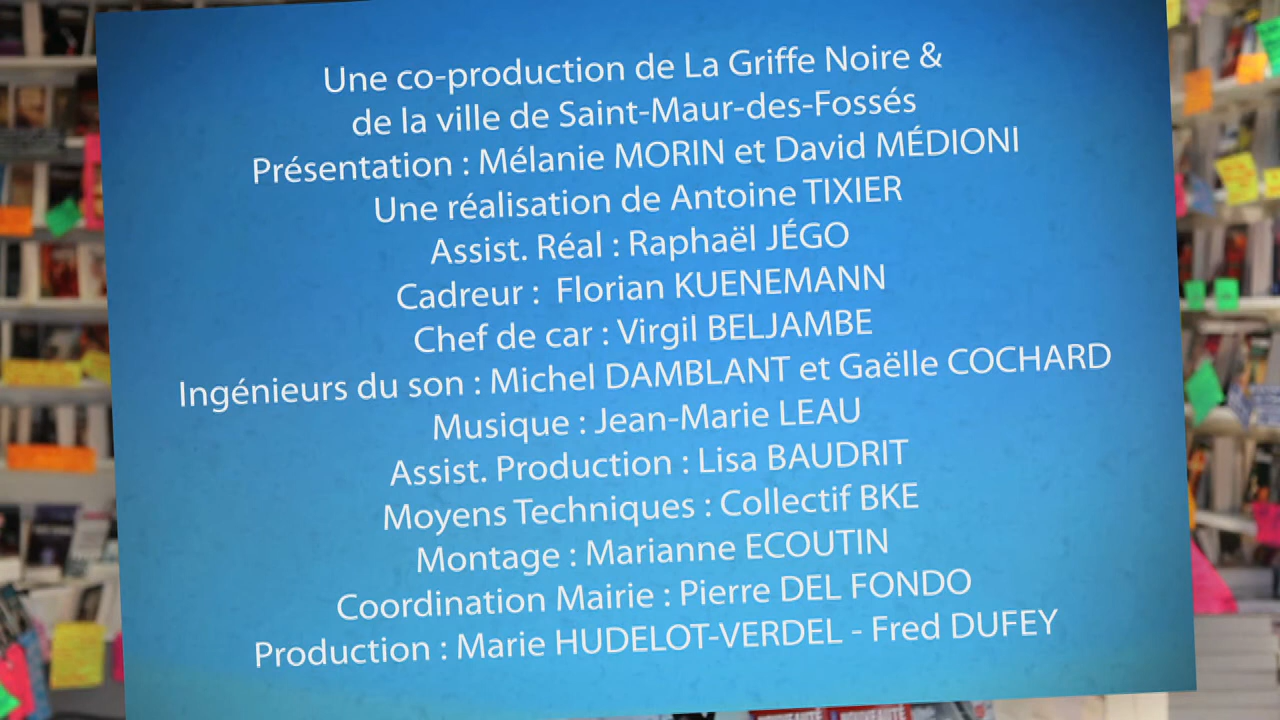 Une co-production de La Griffe Noire &
de la ville de Saint-Maur-des-Fossés
Présentation : Mélanie MORIN et David MÉDIONI
Une réalisation de Antoine TIXIER
Assist. Réal : Raphaël JÉGO
Cadreur : Florian KUENEMANN
Chef de car : Virgil BELJAMBE
Ingénieurs du son : Michel DAMBLANT et Gaëlle COCHARD
Musique : Jean-Marie LEAU
Assist. Production : Lisa BAUDRIT
Moyens Techniques : Collectif BKE
Montage : Marianne ECOUTIN
Coordination Mairie : Pierre DEL FONDO
Production : Marie HUDELOT-VERDEL - Fred DUFEY